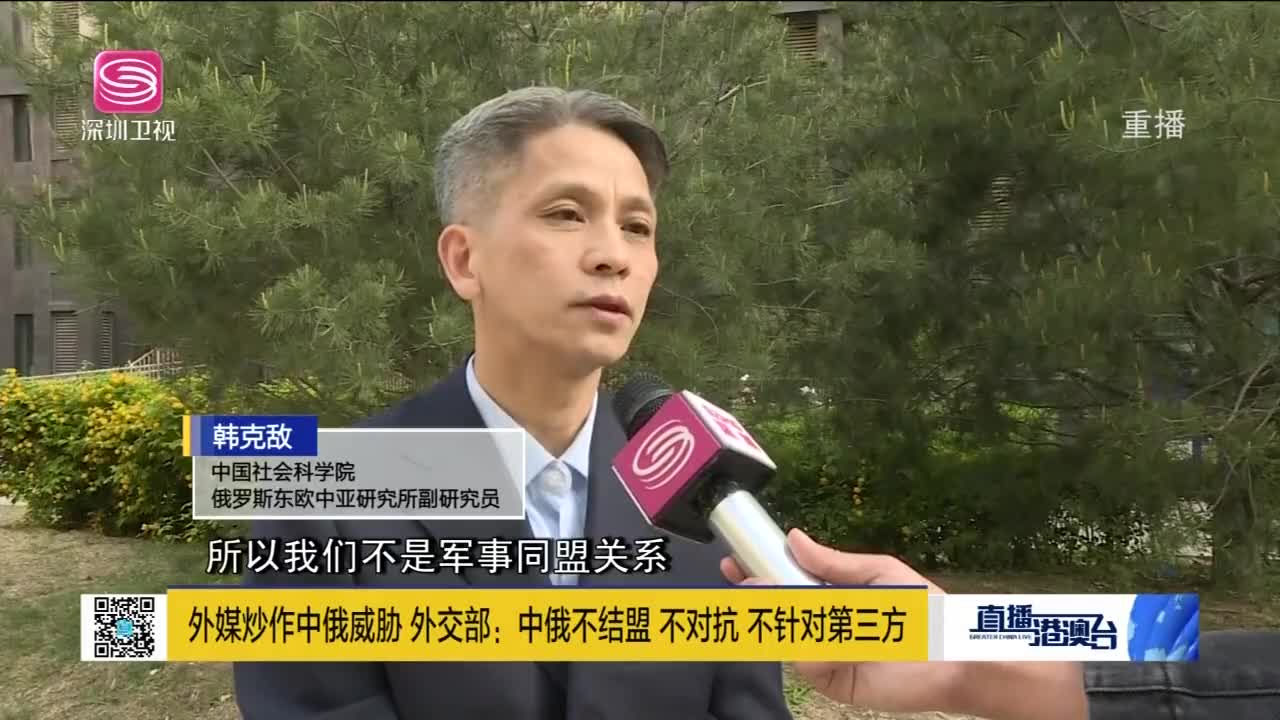 深圳卫视
重播
韩克敌
中国社会科学院
俄罗斯东欧中亚研究所副研究员
所以我们不是军事同盟关系
外媒炒作中俄威胁 外交部：中俄不结盟 不对抗 不针对第三方
直播港澳台
GREATER CHINA LIVE